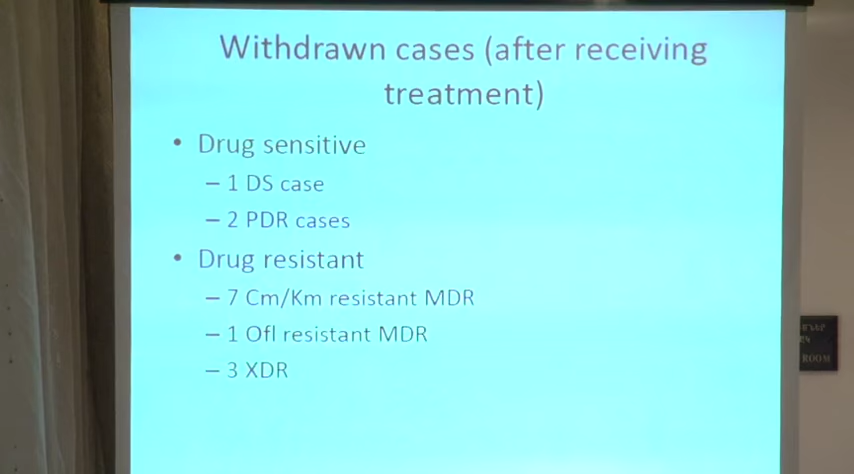 Withdrawn cases (after receiving
treatment)
• Drug sensitive
– 1 DS case
– 2 PDR cases
• Drug resistant
– 7 Cm/Km resistant MDR
– 1 Ofl resistant MDR
– 3 XDR
ROOM